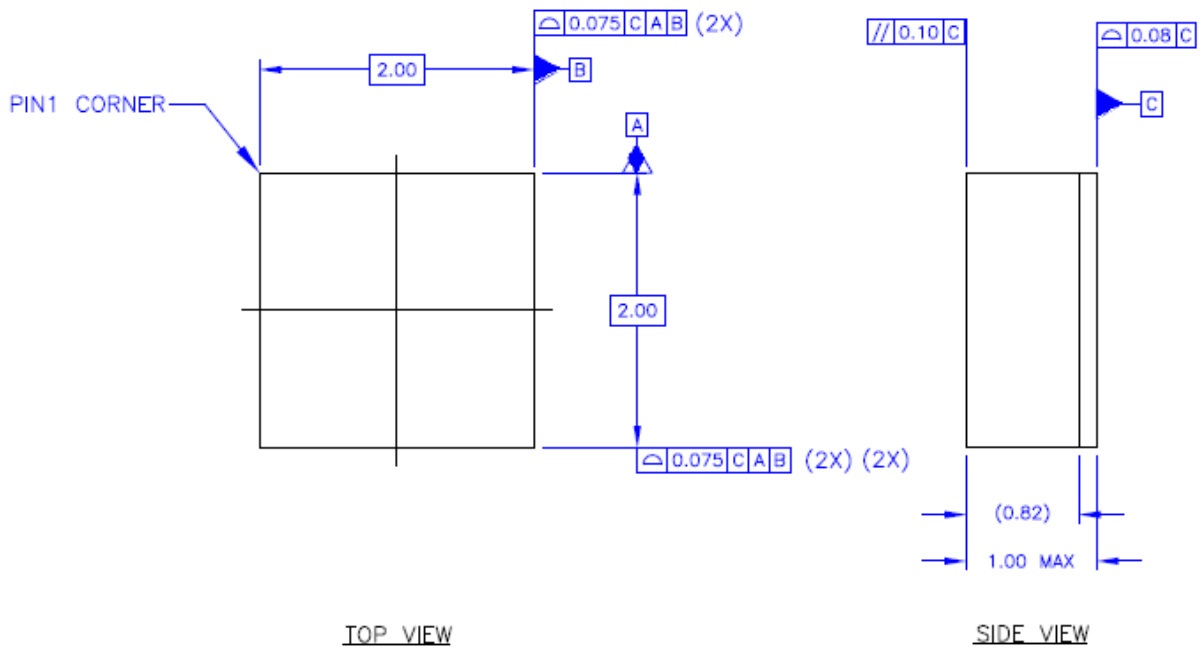 ⌓ 0.075 C A B (2X)
2.00
B
PIN1 CORNER
A
2.00
⌓ 0.075 C A B (2X) (2X)
TOP VIEW
// 0.10 C
⌓ 0.08 C
C
(0.82)
1.00 MAX
SIDE VIEW